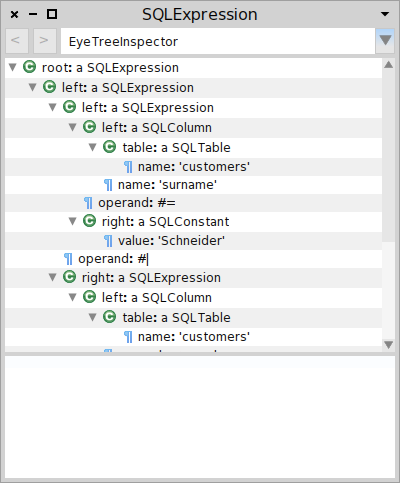 SQLExpression
EyeTreeInspector
root: a SQLExpression
left: a SQLExpression
left: a SQLExpression
left: a SQLColumn
table: a SQLTable
name: 'customers'
name: 'surname'
operand: #=
right: a SQLConstant
value: 'Schneider'
operand: #|
right: a SQLExpression
left: a SQLColumn
table: a SQLTable
name: 'customers'